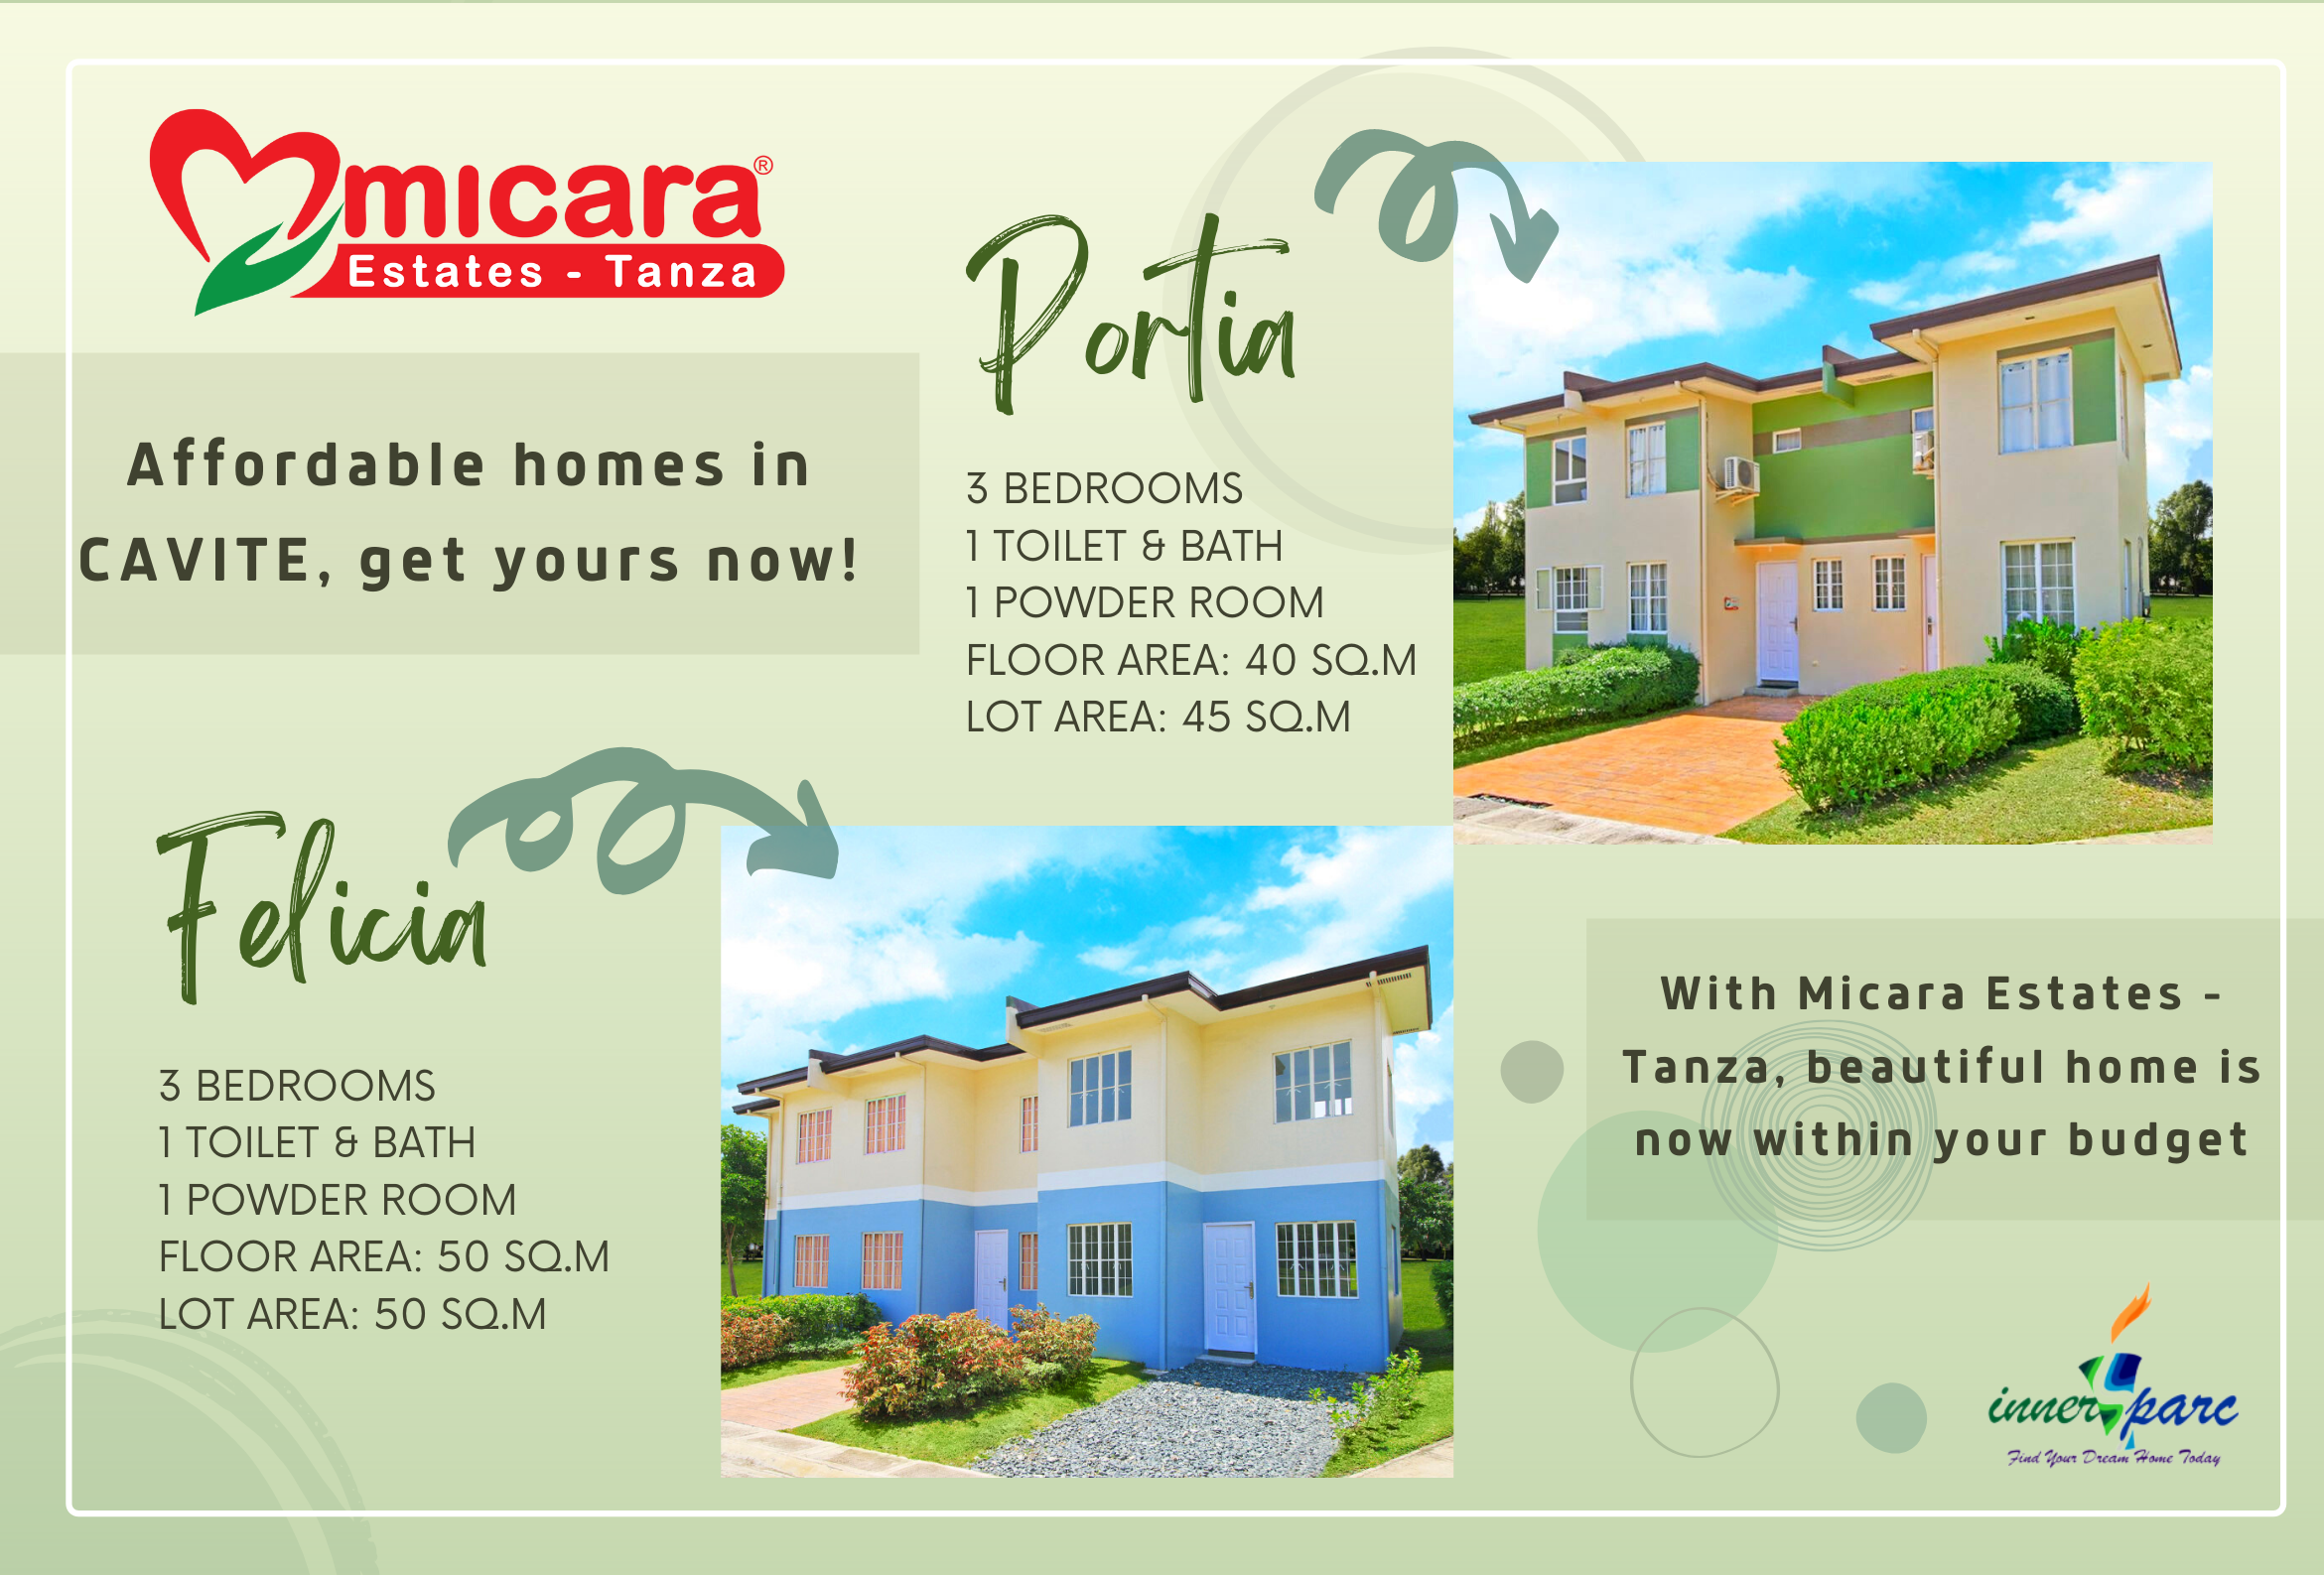 micara®
Estates - Tanza
Affordable homes in
CAVITE, get yours now!
Portia
3 BEDROOMS
1 TOILET & BATH
1 POWDER ROOM
FLOOR AREA: 40 SQ.M
LOT AREA: 45 SQ.M
Felicia
3 BEDROOMS
1 TOILET & BATH
1 POWDER ROOM
FLOOR AREA: 50 SQ.M
LOT AREA: 50 SQ.M
With Micara Estates -
Tanza, beautiful home is
now within your budget
inner parc
Find Your Dream Home Today